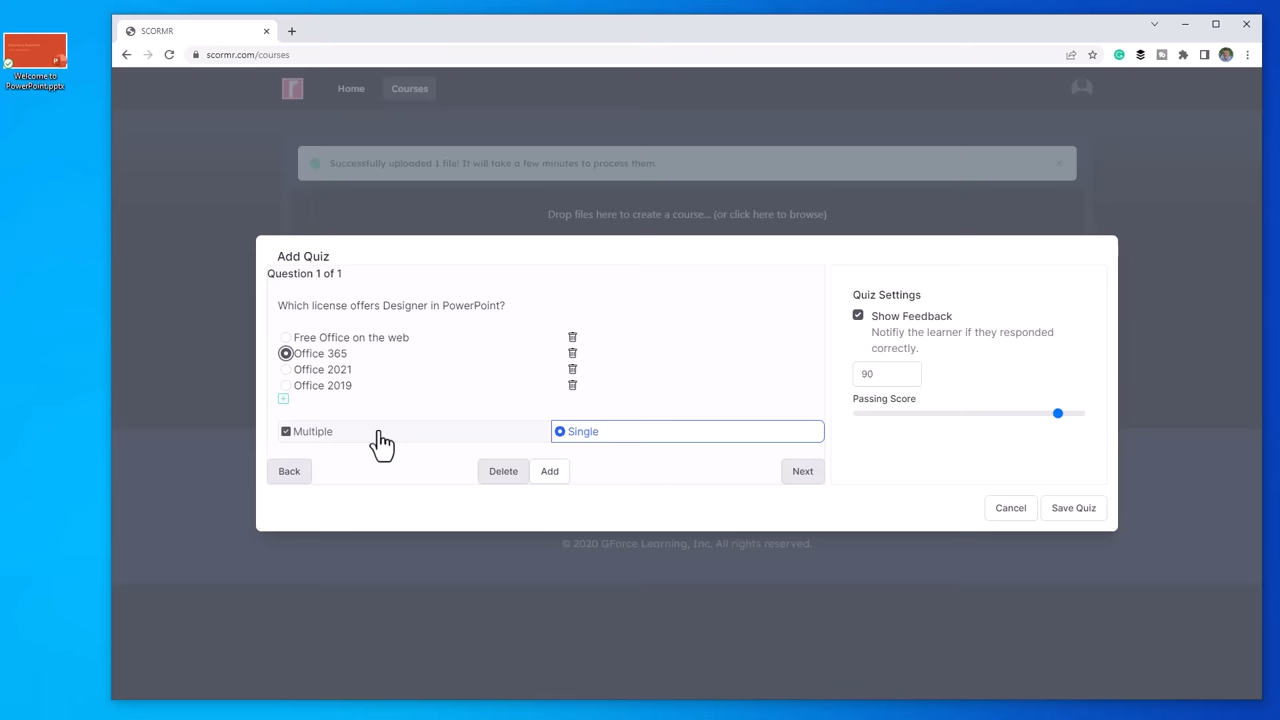 Welcome to
PowerPoint.pptx
SCORMR
scormr.com/courses
Home
Courses
Successfully uploaded 1 file! It will take a few minutes to process them.
Drop files here to create a course... (or click here to browse)
Add Quiz
Question 1 of 1
Which license offers Designer in PowerPoint?
Free Office on the web
Office 365
Office 2021
Office 2019
Multiple
Single
Back
Delete
Add
Next
Quiz Settings
Show Feedback
Notifiy the learner if they responded
correctly.
90
Passing Score
Cancel
Save Quiz
© 2020 GForce Learning, Inc. All rights reserved.